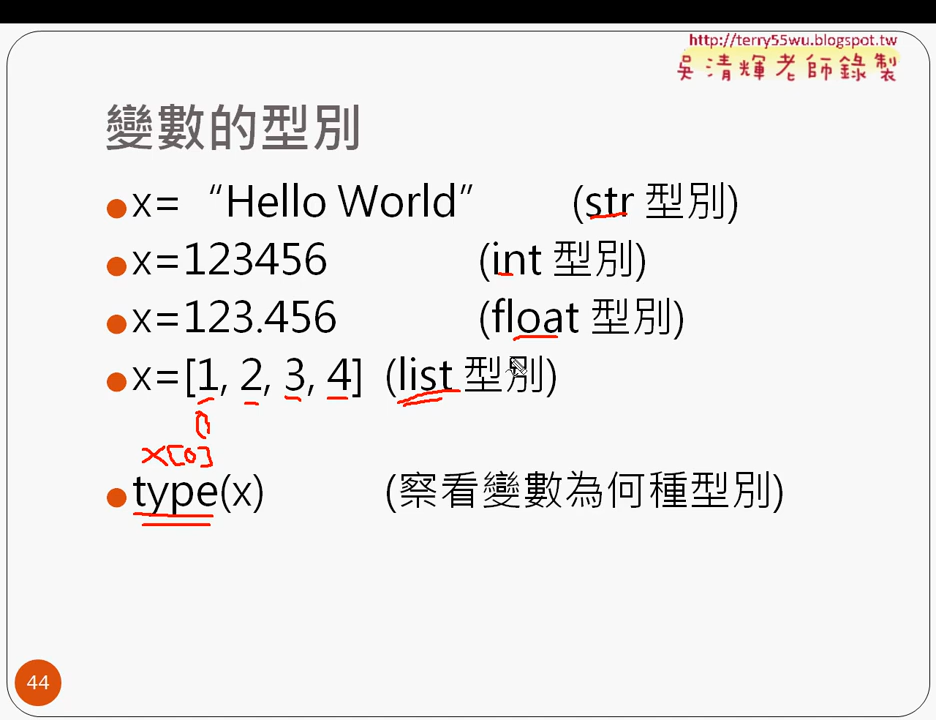 http://terry55wu.blogspot.tw
吳清輝老師錄製
變數的型別
●x= “Hello World” (str 型別)
●x=123456 (int 型別)
●x=123.456 (float 型別)
●x=[1, 2, 3, 4] (list 型別)
0
x[0]
●type(x) (察看變數為何種型別)
44